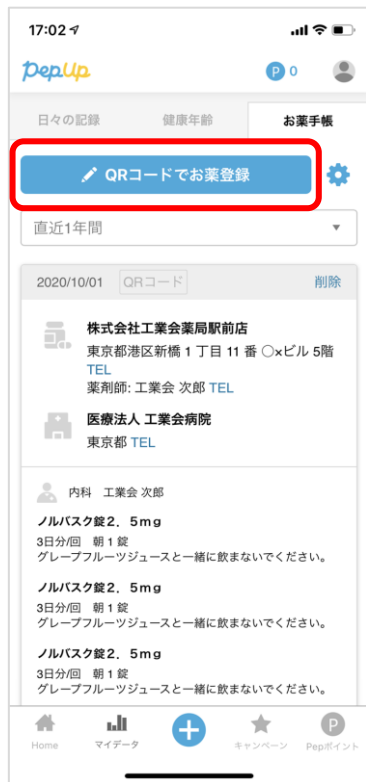 17:02
PepUp
P 0
日々の記録 健康年齢 お薬手帳
QRコードでお薬登録
直近1年間
2020/10/01 QRコード 削除
株式会社工業会薬局駅前店
東京都港区新橋 1 丁目 11 番 ○×ビル 5階
TEL
薬剤師: 工業会 次郎 TEL
医療法人 工業会病院
東京都 TEL
内科 工業会 次郎
ノルバスク錠2．5mg
3日分/回 朝 1 錠
グレープフルーツジュースと一緒に飲まないでください。
ノルバスク錠2．5mg
3日分/回 朝 1 錠
グレープフルーツジュースと一緒に飲まないでください。
ノルバスク錠2．5mg
3日分/回 朝 1 錠
グレープフルーツジュースと一緒に飲まないでください。
P
Home マイデータ キャンペーン Pepポイント